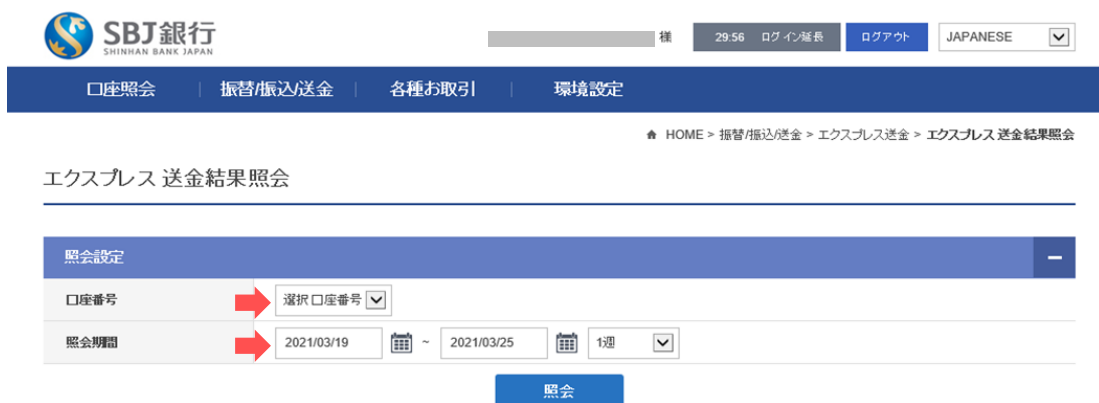 SBJ銀行
SHINHAN BANK JAPAN
様 29:56 ログイン延長 ログアウト JAPANESE
口座照会 | 振替/振込/送金 | 各種お取引 | 環境設定
HOME > 振替/振込/送金 > エクスプレス送金 > エクスプレス 送金結果照会
エクスプレス 送金結果照会
照会設定
口座番号 選択口座番号
照会期間 2021/03/19 ~ 2021/03/25 1週
照会